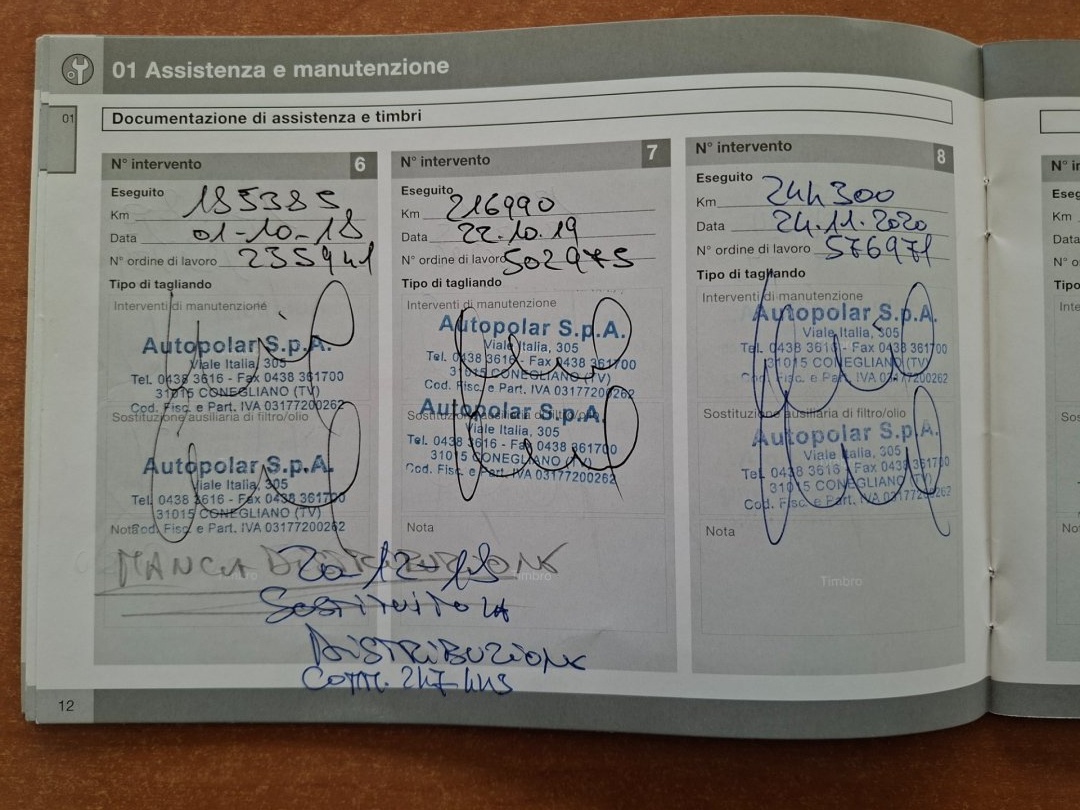 01 Assistenza e manutenzione
01
Documentazione di assistenza e timbri
N° intervento 6
Eseguito
Km 185385
Data 01-10-18
N° ordine di lavoro 235941
Tipo di tagliando
Interventi di manutenzione
Autopolar S.p.A.
Viale Italia, 305
Tel. 0438 3616 - Fax 0438 361700
31015 CONEGLIANO (TV)
Cod. Fisc. e Part. IVA 03177200262
Sostituzione ausiliaria di filtro/olio
Autopolar S.p.A.
Viale Italia, 305
Tel. 0438 3616 - Fax 0438 361700
31015 CONEGLIANO (TV)
Cod. Fisc. e Part. IVA 03177200262
Nota
MANCA DISTRIBUZIONE
20-12-18
SOSTITUITO LA
DISTRIBUZIONE
COMM. 247443
N° intervento 7
Eseguito
Km 216990
Data 22.10.19
N° ordine di lavoro 502975
Tipo di tagliando
Interventi di manutenzione
Autopolar S.p.A.
Viale Italia, 305
Tel. 0438 3616 - Fax 0438 361700
31015 CONEGLIANO (TV)
Cod. Fisc. e Part. IVA 03177200262
Autopolar S.p.A.
Viale Italia, 305
Tel. 0438 3616 - Fax 0438 361700
31015 CONEGLIANO (TV)
Cod. Fisc. e Part. IVA 03177200262
Nota
Timbro
N° intervento 8
Eseguito
Km 244300
Data 24.11.2020
N° ordine di lavoro 576971
Tipo di tagliando
Interventi di manutenzione
Autopolar S.p.A.
Viale Italia, 305
Tel. 0438 3616 - Fax 0438 361700
31015 CONEGLIANO (TV)
Cod. Fisc. e Part. IVA 03177200262
Sostituzione ausiliaria di filtro/olio
Autopolar S.p.A.
Viale Italia, 305
Tel. 0438 3616 - Fax 0438 361700
31015 CONEGLIANO (TV)
Cod. Fisc. e Part. IVA 03177200262
Nota
Timbro
12
Km